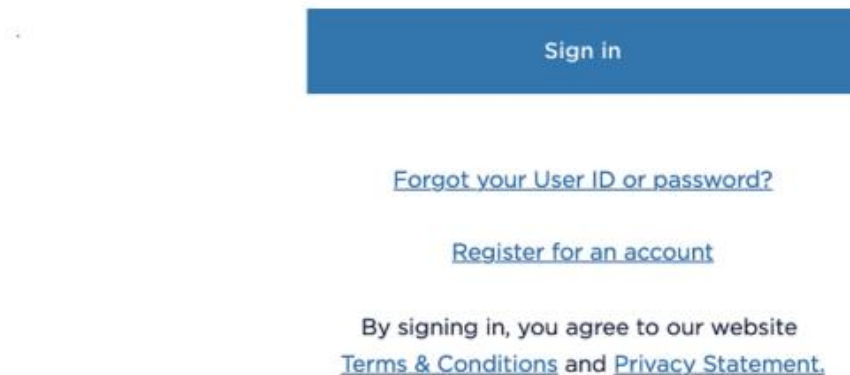 Sign in
Forgot your User ID or password?
Register for an account
By signing in, you agree to our website
Terms & Conditions and Privacy Statement.